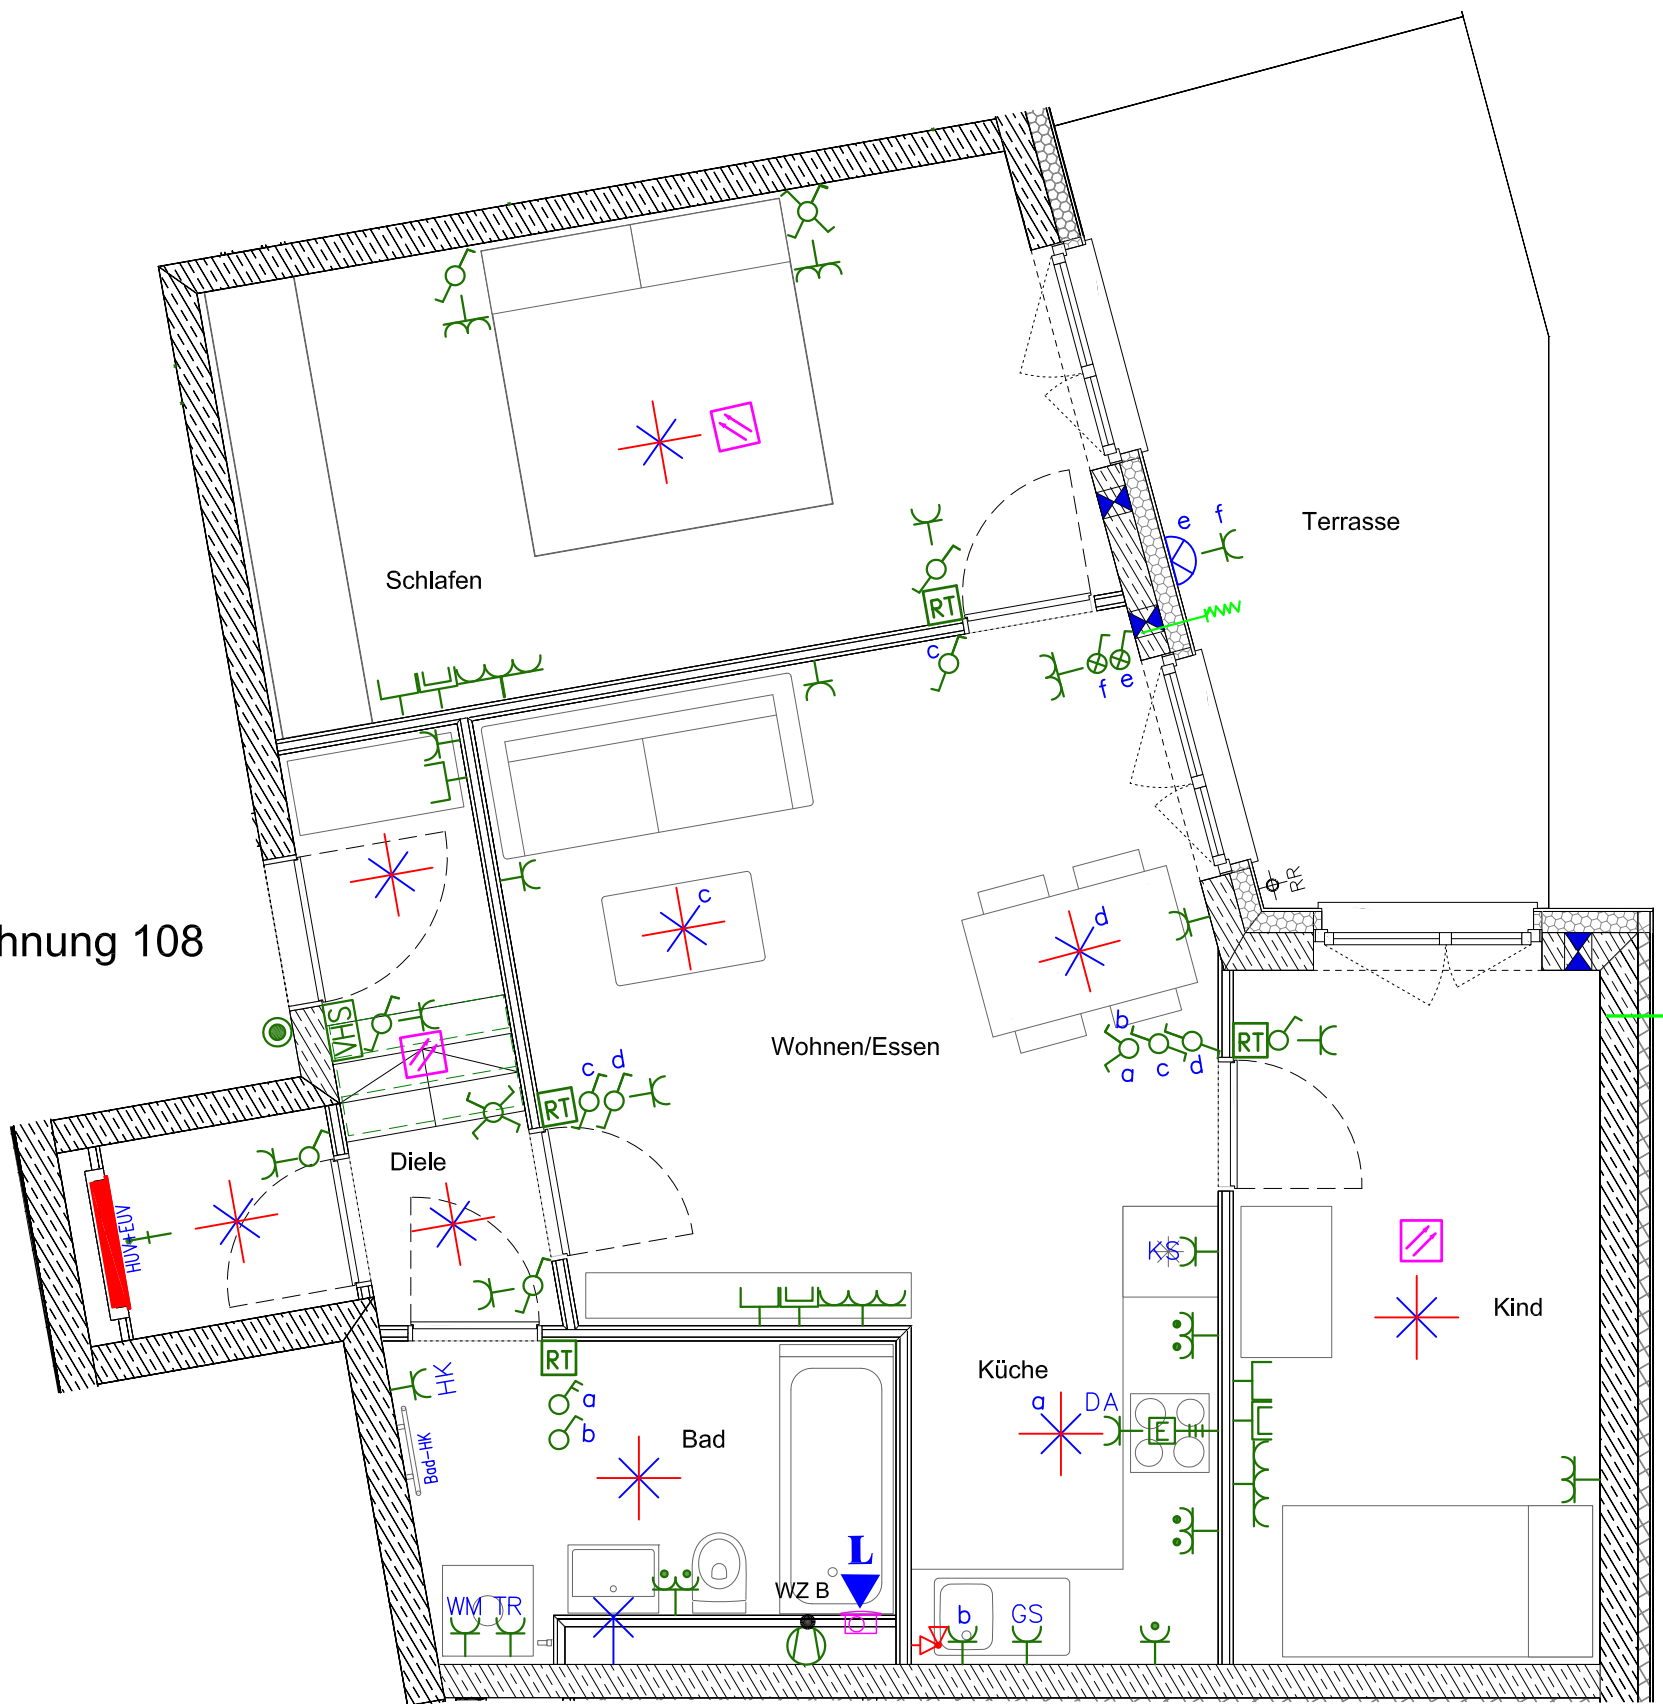 e f
Terrasse
Schlafen
RT
c
f e
RR
c
hnung 108
d
VHS
Wohnen/Essen
b
a c d
RT
c d
RT
Diele
HUV+EUV
KS
Kind
Küche
HK
RT
a
b
Bad
Bad-HK
a DA
E
L
WZ B
WM TR
b GS